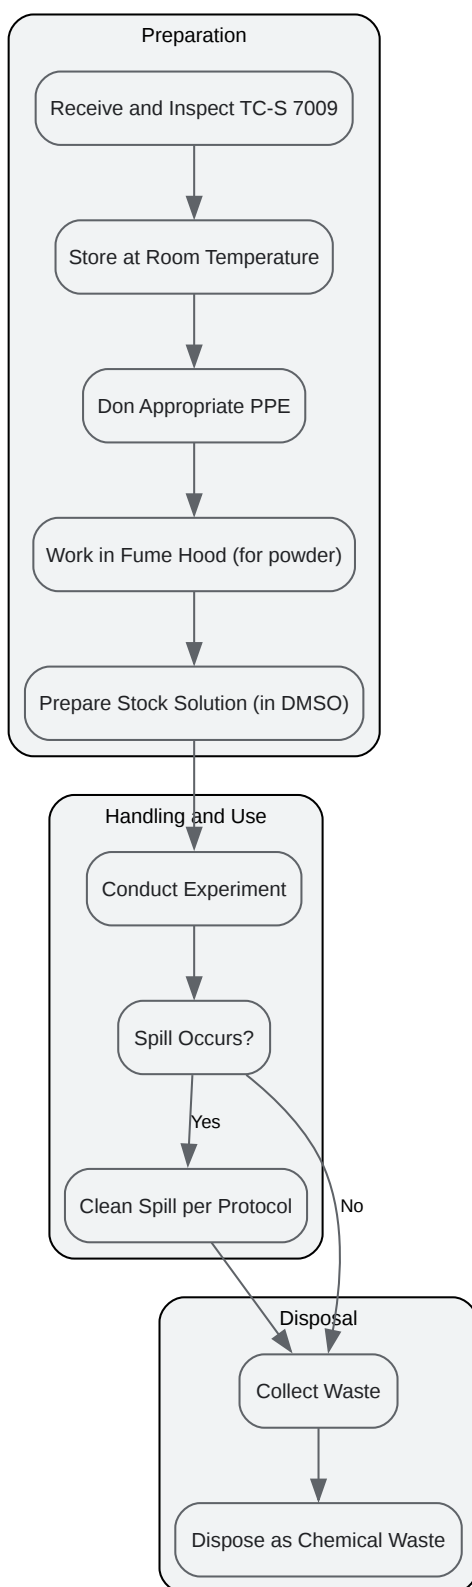 Preparation
Receive and Inspect TC-S 7009
Store at Room Temperature
Don Appropriate PPE
Work in Fume Hood (for powder)
Prepare Stock Solution (in DMSO)
Handling and Use
Conduct Experiment
Spill Occurs?
Yes
Clean Spill per Protocol
No
Disposal
Collect Waste
Dispose as Chemical Waste